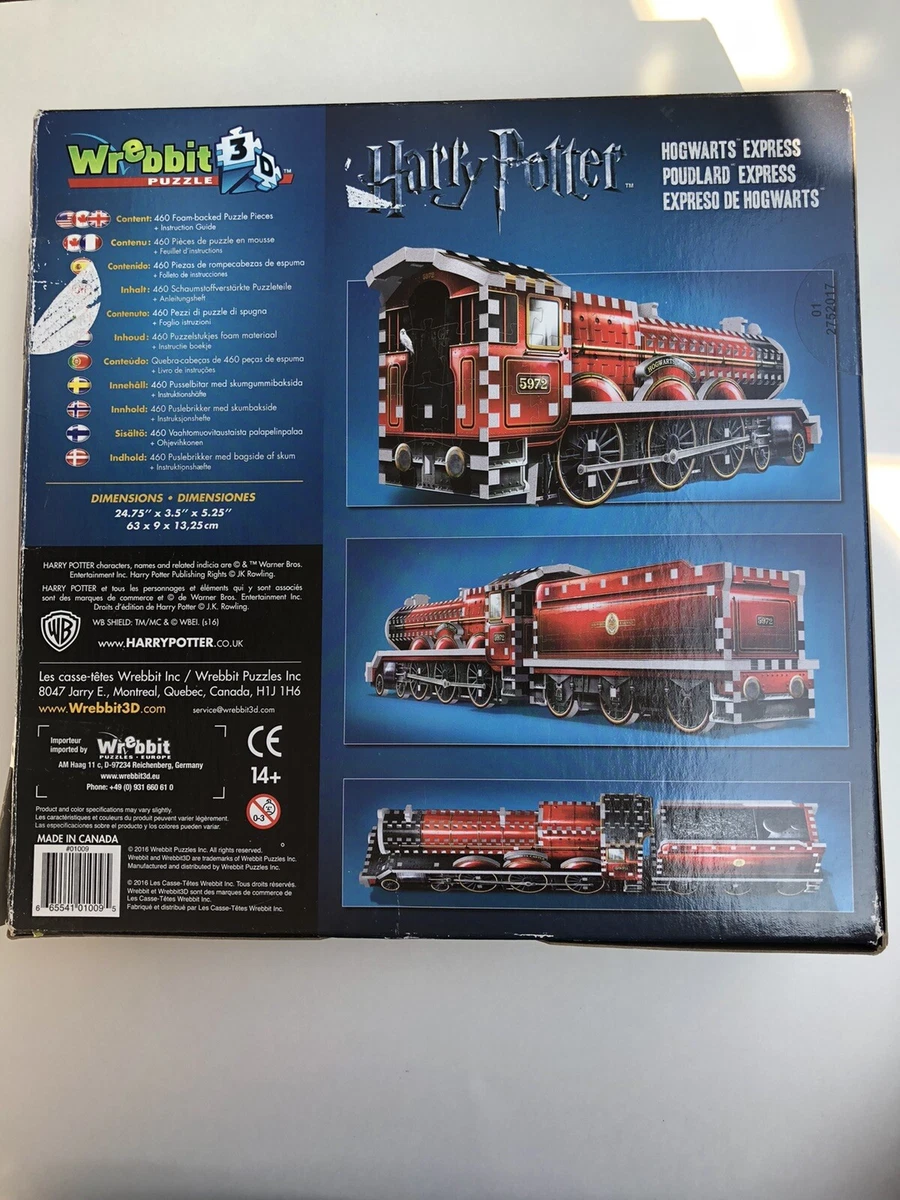 Wrebbit 3D™
PUZZLE
Content: 460 Foam-backed Puzzle Pieces
+ Instruction Guide
Contenu: 460 Pièces de puzzle en mousse
+ Feuillet d'instructions
Contenido: 460 Piezas de rompecabezas de espuma
+ Folleto de instrucciones
Inhalt: 460 Schaumstoffverstärkte Puzzleteile
+ Anleitungsheft
Contenuto: 460 Pezzi di puzzle di spugna
+ Foglio istruzioni
Inhoud: 460 Puzzelstukjes foam materiaal
+ Instructie boekje
Conteúdo: Quebra-cabeças de 460 peças de espuma
+ Livro de instruções
Innehåll: 460 Pusselbitar med skumgummibaksida
+ Instruktionshäfte
Innhold: 460 Puslebrikker med skumbakside
+ Instruksjonshefte
Sisältö: 460 Vaahtomuovitaustaista palapelinpalaa
+ Ohjevihkonen
Indhold: 460 Puslebrikker med bagside af skum
+ Instruktionshæfte
DIMENSIONS • DIMENSIONES
24.75" x 3.5" x 5.25"
63 x 9 x 13,25cm
HARRY POTTER characters, names and related indicia are © & ™ Warner Bros.
Entertainment Inc. Harry Potter Publishing Rights © JK Rowling.
HARRY POTTER et tous les personnages et éléments qui y sont associés
sont des marques de commerce et © de Warner Bros. Entertainment Inc.
Droits d'édition de Harry Potter © J.K. Rowling.
WB SHIELD: TM/MC & © WBEI. (s16)
WB
www.HARRYPOTTER.CO.UK
Les casse-têtes Wrebbit Inc / Wrebbit Puzzles Inc
8047 Jarry E., Montreal, Quebec, Canada, H1J 1H6
www.Wrebbit3D.com service@wrebbit3d.com
Importeur
imported by
Wrebbit
PUZZLES • EUROPE
AM Haag 11 c, D-97234 Reichenberg, Germany
www.wrebbit3d.eu
Phone: +49 (0) 931 660 61 0
CE
14+
0-3
Product and color specifications may vary slightly.
Les caractéristiques et couleurs du produit peuvent varier légèrement.
Las especificaciones sobre el producto y los colores pueden variar.
MADE IN CANADA
#01009
6 65541 01009 5
© 2016 Wrebbit Puzzles Inc. All rights reserved.
Wrebbit and Wrebbit3D are trademarks of Wrebbit Puzzles Inc.
Manufactured and distributed by Wrebbit Puzzles Inc.
© 2016 Les Casse-Têtes Wrebbit Inc. Tous droits réservés.
Wrebbit et Wrebbit3D sont des marques de commerce de
Les Casse-Têtes Wrebbit Inc.
Fabriqué et distribué par Les Casse-Têtes Wrebbit Inc.
Harry Potter™
HOGWARTS™ EXPRESS
POUDLARD™ EXPRESS
EXPRESO DE HOGWARTS™
01
2752017
5972
5972
HOGWARTS
5972
5972